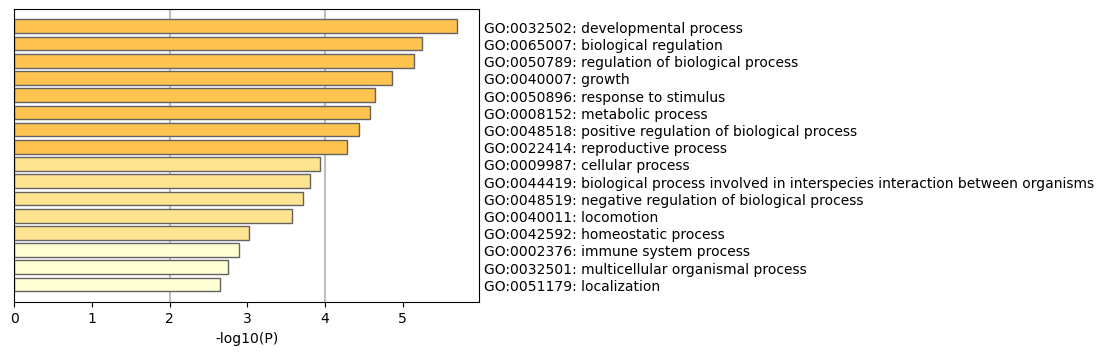 GO:0032502: developmental process
GO:0065007: biological regulation
GO:0050789: regulation of biological process
GO:0040007: growth
GO:0050896: response to stimulus
GO:0008152: metabolic process
GO:0048518: positive regulation of biological process
GO:0022414: reproductive process
GO:0009987: cellular process
GO:0044419: biological process involved in interspecies interaction between organisms
GO:0048519: negative regulation of biological process
GO:0040011: locomotion
GO:0042592: homeostatic process
GO:0002376: immune system process
GO:0032501: multicellular organismal process
GO:0051179: localization
0 1 2 3 4 5
-log10(P)